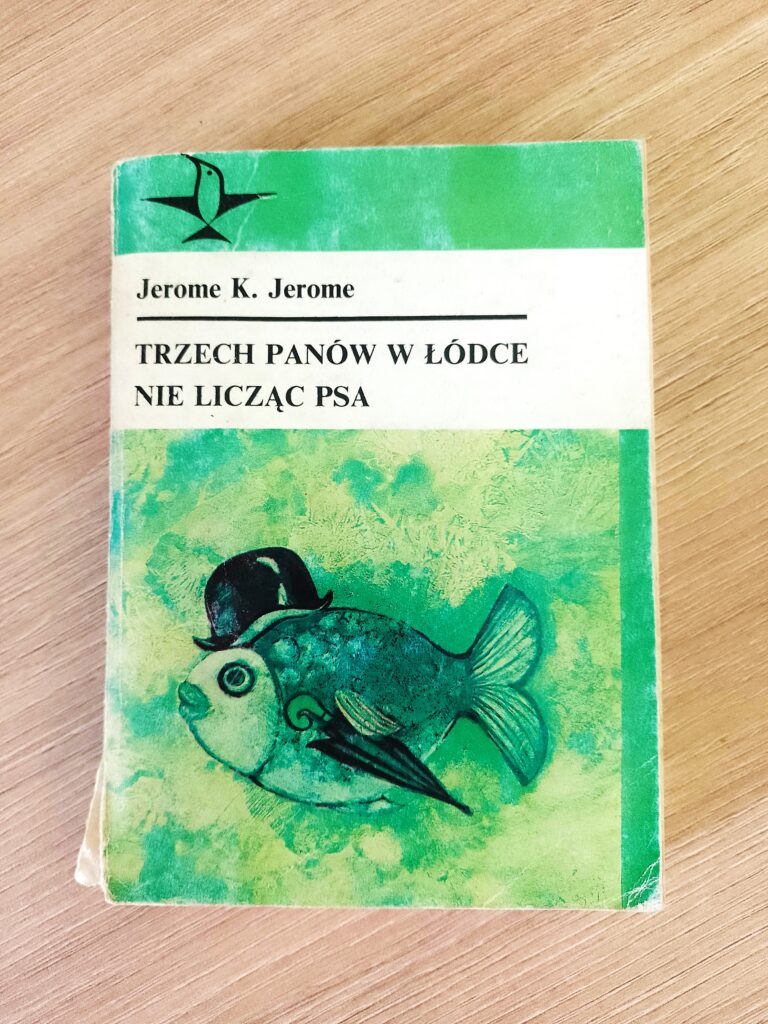 Jerome K. Jerome
TRZECH PANÓW W ŁÓDCE
NIE LICZĄC PSA